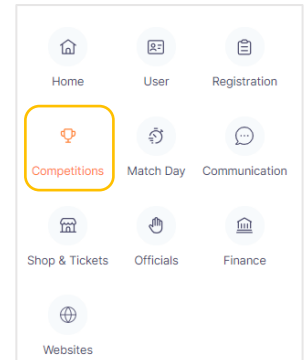 Home User Registration
Competitions Match Day Communication
Shop & Tickets Officials Finance
Websites